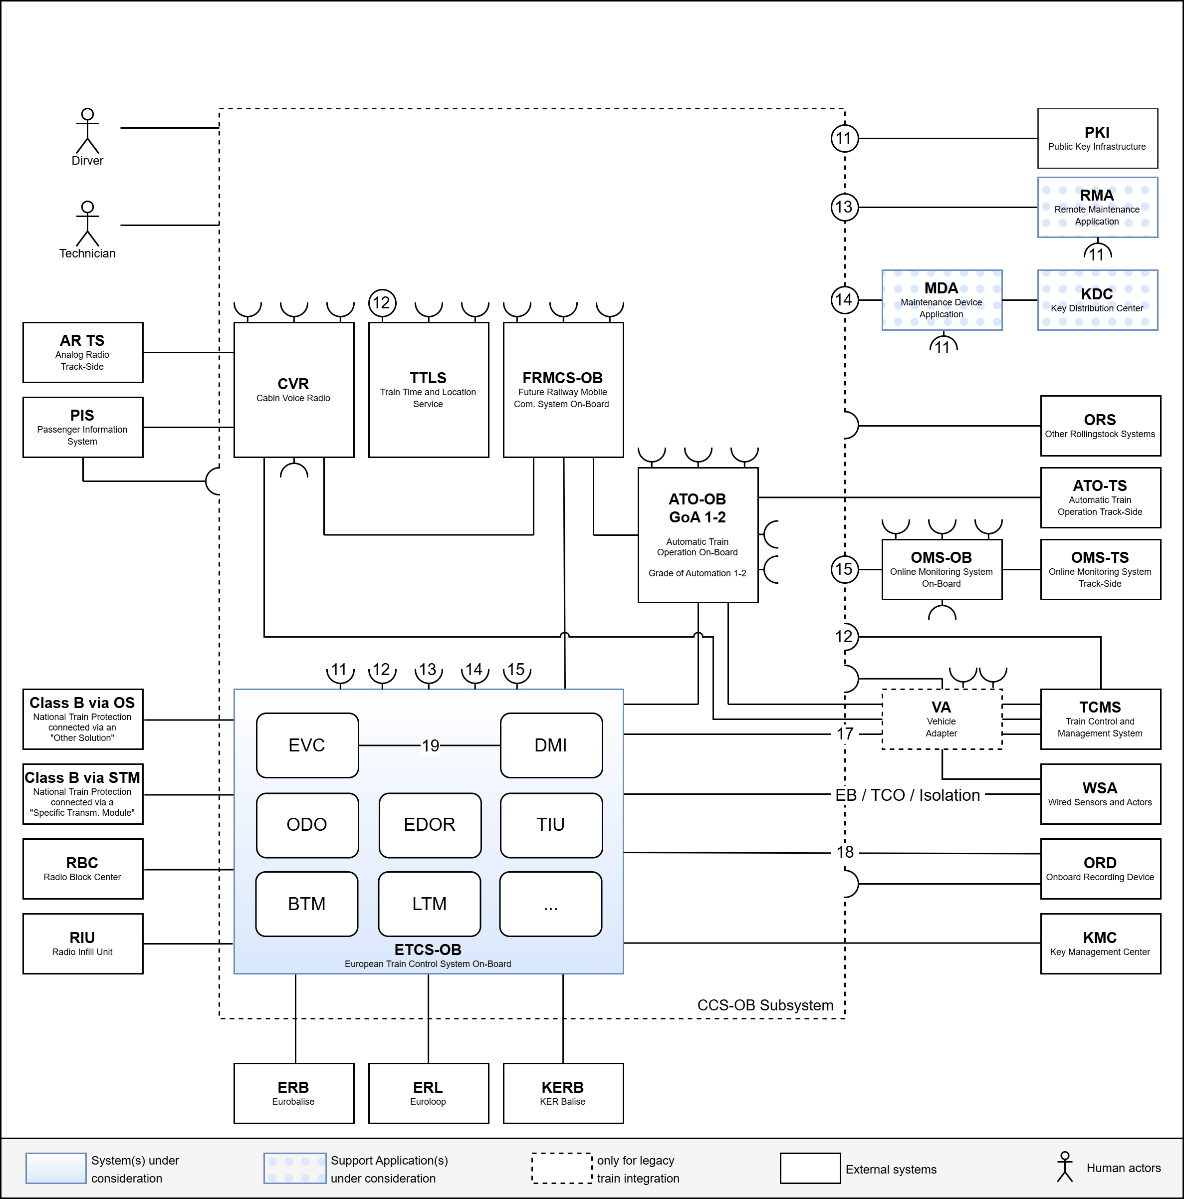 Dirver
Technician
11
PKI
Public Key Infrastructure
13
RMA
Remote Maintenance
Application
11
14
MDA
Maintenance Device
Application
11
KDC
Key Distribution Center
AR TS
Analog Radio
Track-Side
PIS
Passenger Information
System
CVR
Cabin Voice Radio
12
TTLS
Train Time and Location
Service
FRMCS-OB
Future Railway Mobile
Com. System On-Board
ATO-OB
GoA 1-2
Automatic Train
Operation On-Board
Grade of Automation 1-2
ORS
Other Rollingstock Systems
ATO-TS
Automatic Train
Operation Track-Side
15
OMS-OB
Online Monitoring System
On-Board
OMS-TS
Online Monitoring System
Track-Side
12
11
12
13
14
15
Class B via OS
National Train Protection
connected via an
"Other Solution"
Class B via STM
National Train Protection
connected via a
"Specific Transm. Module"
RBC
Radio Block Center
RIU
Radio Infill Unit
EVC
19
DMI
ODO
EDOR
TIU
BTM
LTM
...
ETCS-OB
European Train Control System On-Board
VA
Vehicle
Adapter
TCMS
Train Control and
Management System
17
EB / TCO / Isolation
WSA
Wired Sensors and Actors
18
ORD
Onboard Recording Device
KMC
Key Management Center
CCS-OB Subsystem
ERB
Eurobalise
ERL
Euroloop
KERB
KER Balise
System(s) under
consideration
Support Application(s)
under consideration
only for legacy
train integration
External systems
Human actors